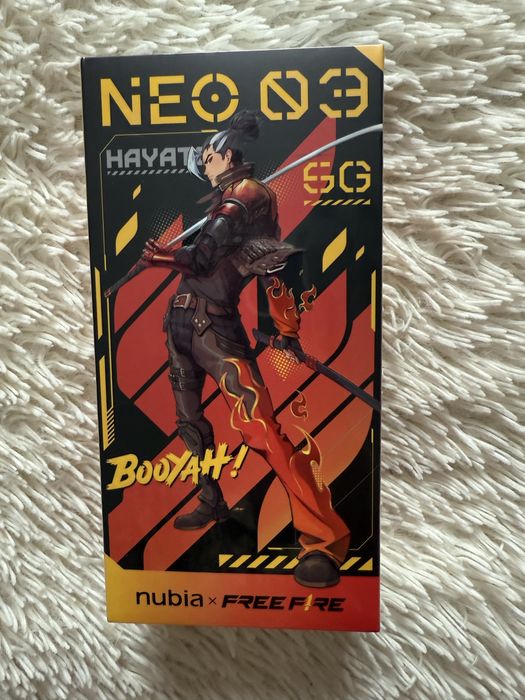 NEO 03
HAYATO
5G
BOOYAH!
nubia × FREE FIRE